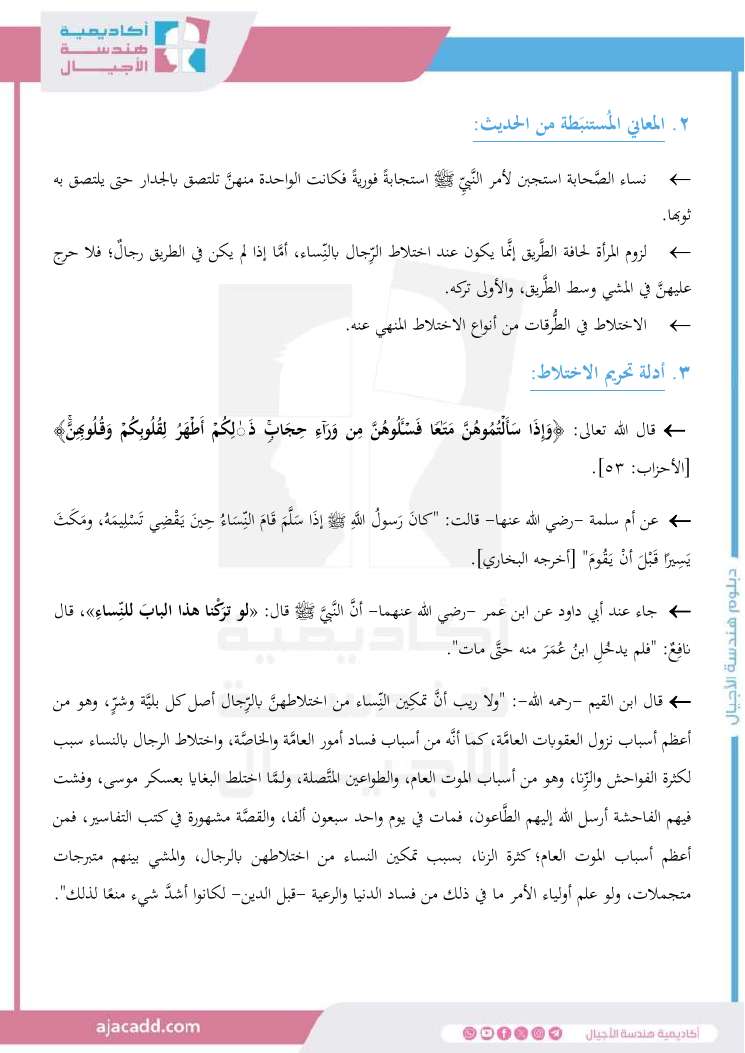 أكاديمية
هندسة
الأجيال
٢. المعاني المُستنبَطة من الحديث:
← نساء الصَّحابة استجبن لأمر النَّبيِّ ﷺ استجابةً فوريةً فكانت الواحدة منهنَّ تلتصق بالجدار حتى يلتصق به
ثوبها.
← لزوم المرأة لحافة الطَّريق إنَّما يكون عند اختلاط الرِّجال بالنِّساء، أمَّا إذا لم يكن في الطريق رجالٌ؛ فلا حرج
عليهنَّ في المشي وسط الطَّريق، والأولى تركه.
← الاختلاط في الطُّرقات من أنواع الاختلاط المنهي عنه.
٣. أدلة تحريم الاختلاط:
← قال الله تعالى: ﴿وَإِذَا سَأَلْتُمُوهُنَّ مَتَٰعًا فَسْـَٔلُوهُنَّ مِن وَرَآءِ حِجَابٖۚ ذَٰلِكُمْ أَطْهَرُ لِقُلُوبِكُمْ وَقُلُوبِهِنَّۚ﴾
[الأحزاب: ٥٣].
← عن أم سلمة -رضي الله عنها- قالت: "كانَ رَسولُ اللَّهِ ﷺ إذَا سَلَّمَ قَامَ النِّسَاءُ حِينَ يَقْضِي تَسْلِيمَهُ، ومَكَثَ
يَسِيرًا قَبْلَ أنْ يَقُومَ" [أخرجه البخاري].
← جاء عند أبي داود عن ابن عمر -رضي الله عنهما- أنَّ النَّبيَّ ﷺ قال: «لو ترَكْنا هذا البابَ للنِّساءِ»، قال
نافِعٌ: "فلم يدخُلِ ابنُ عُمَرَ منه حتَّى مات".
← قال ابن القيم -رحمه الله-: "ولا ريب أنَّ تمكِين النِّساء من اختلاطهنَّ بالرِّجال أصل كل بليَّة وشرٍّ، وهو من
أعظم أسباب نزول العقوبات العامَّة، كما أنَّه من أسباب فساد أمور العامَّة والخاصَّة، واختلاط الرجال بالنساء سبب
لكثرة الفواحش والزِّنا، وهو من أسباب الموت العام، والطواعين المتَّصلة، ولـمَّا اختلط البغايا بعسكر موسى، وفشت
فيهم الفاحشة أرسل الله إليهم الطَّاعون، فمات في يوم واحد سبعون ألفا، والقصَّة مشهورة في كتب التفاسير، فمن
أعظم أسباب الموت العام؛ كثرة الزنا، بسبب تمكين النساء من اختلاطهن بالرجال، والمشي بينهم متبرجات
متجملات، ولو علم أولياء الأمر ما في ذلك من فساد الدنيا والرعية -قبل الدين- لكانوا أشدَّ شيء منعًا لذلك".
دبلوم هندسة الأجيال
أكاديمية
هندسة
الأجيال
أكاديمية هندسة الأجيال
ajacadd.com